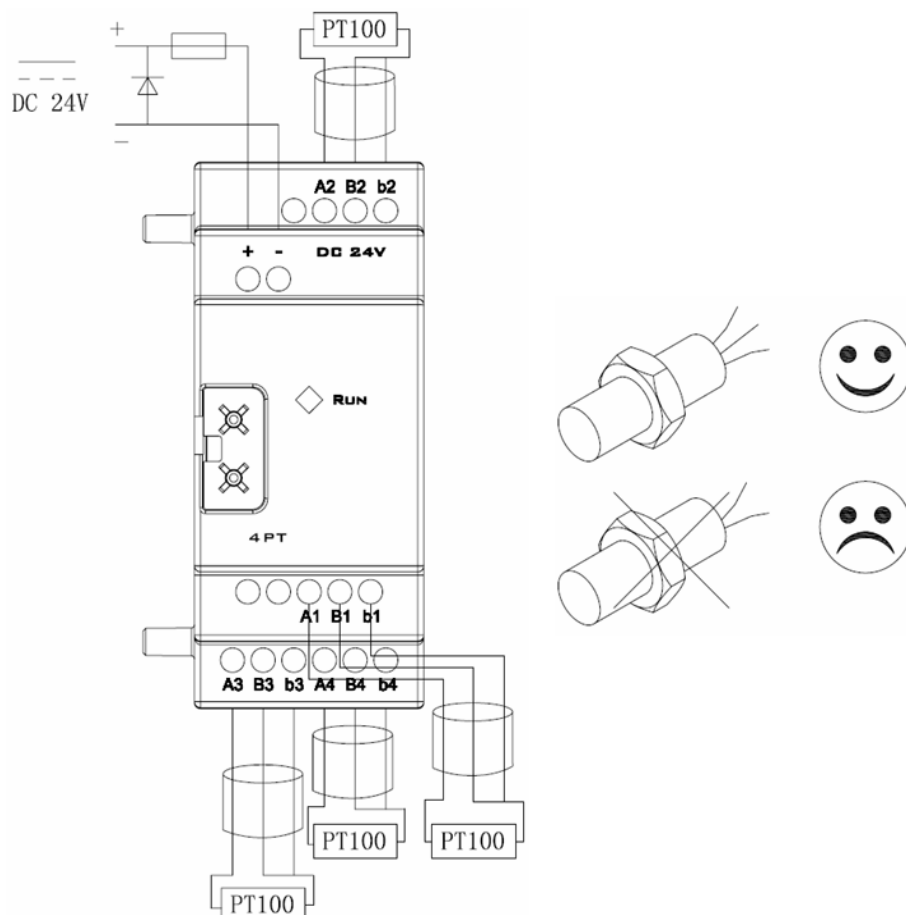 PT100
+
DC 24V
-
A2 B2 b2
+ - DC 24V
RUN
4PT
A1 B1 b1
A3 B3 b3 A4 B4 b4
PT100 PT100
PT100